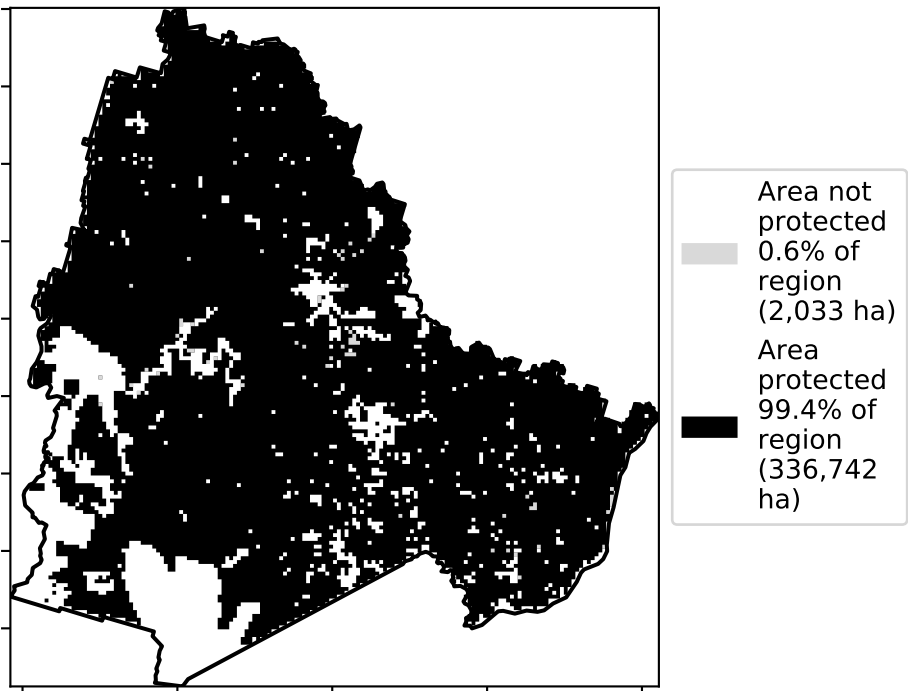 Area not
protected
0.6% of
region
(2,033 ha)
Area
protected
99.4% of
region
(336,742
ha)